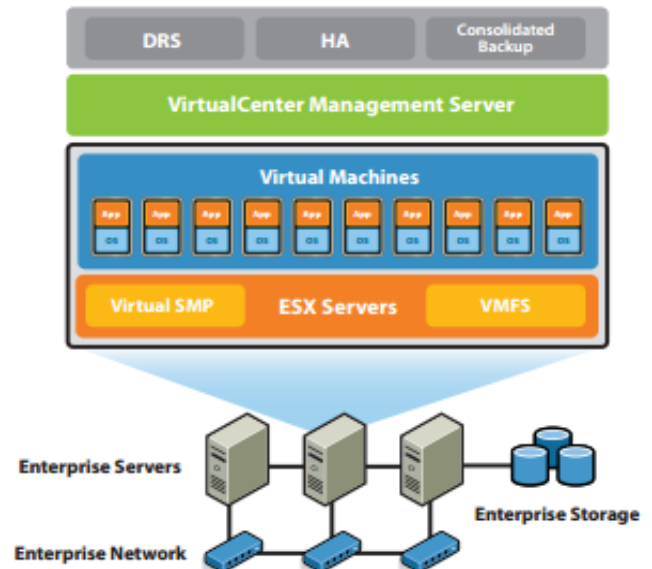 DRS
HA
Consolidated
Backup
VirtualCenter Management Server
Virtual Machines
App App App App App App App App App App
OS OS OS OS OS OS OS OS OS OS
Virtual SMP
ESX Servers
VMFS
Enterprise Servers
Enterprise Storage
Enterprise Network